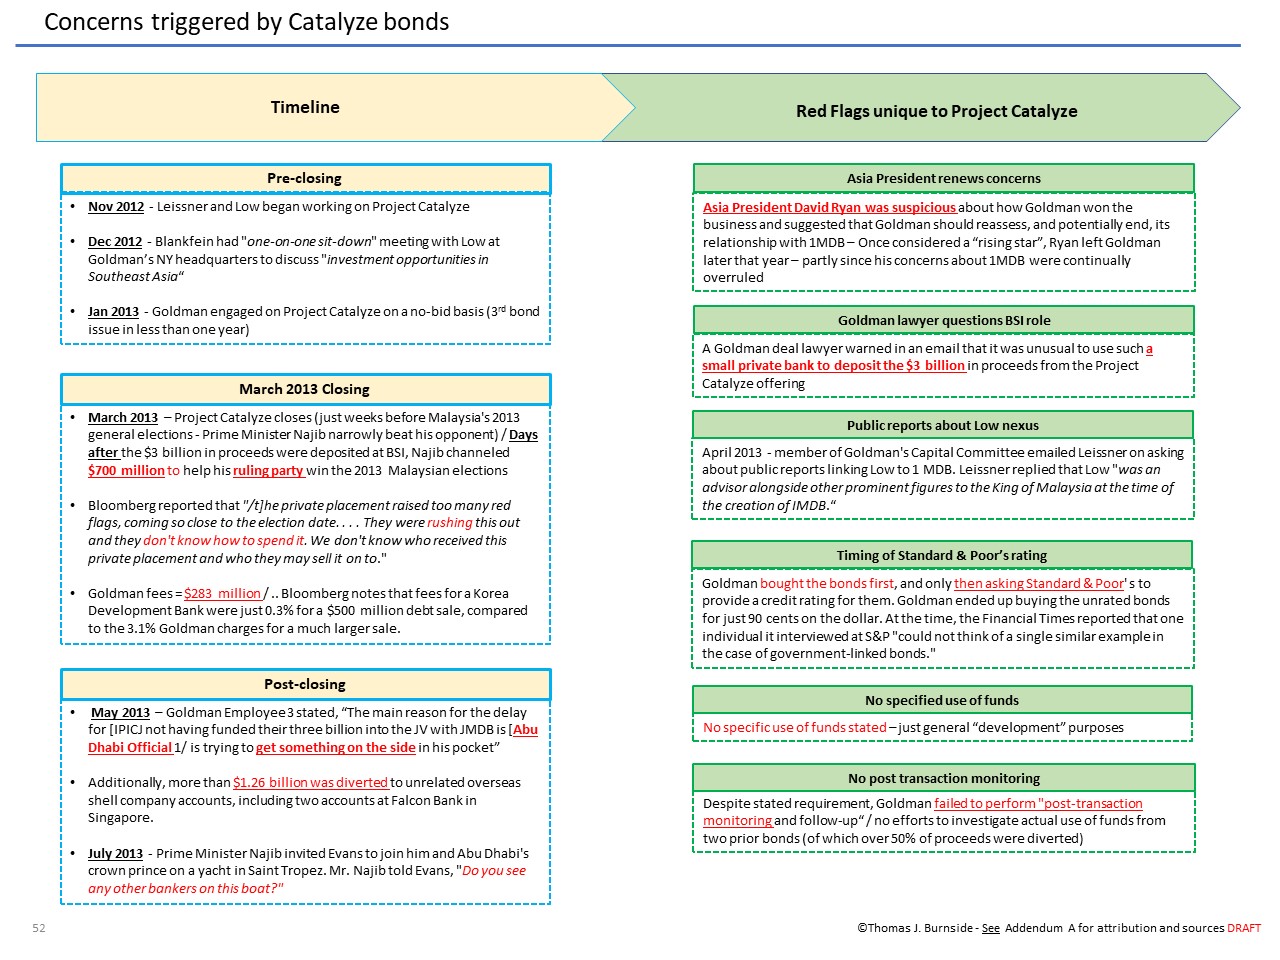 Concerns triggered by Catalyze bonds
Timeline
Red Flags unique to Project Catalyze
Pre-closing
• Nov 2012 - Leissner and Low began working on Project Catalyze
• Dec 2012 - Blankfein had "one-on-one sit-down" meeting with Low at
Goldman's NY headquarters to discuss "investment opportunities in
Southeast Asia“
• Jan 2013 - Goldman engaged on Project Catalyze on a no-bid basis (3rd bond
issue in less than one year)
March 2013 Closing
• March 2013 – Project Catalyze closes (just weeks before Malaysia's 2013
general elections - Prime Minister Najib narrowly beat his opponent) / Days
after the $3 billion in proceeds were deposited at BSI, Najib channeled
$700 million to help his ruling party win the 2013 Malaysian elections
• Bloomberg reported that "/t]he private placement raised too many red
flags, coming so close to the election date. . . . They were rushing this out
and they don't know how to spend it. We don't know who received this
private placement and who they may sell it on to."
• Goldman fees = $283 million / .. Bloomberg notes that fees for a Korea
Development Bank were just 0.3% for a $500 million debt sale, compared
to the 3.1% Goldman charges for a much larger sale.
Post-closing
• May 2013 – Goldman Employee 3 stated, “The main reason for the delay
for [IPICJ not having funded their three billion into the JV with JMDB is [Abu
Dhabi Official 1/ is trying to get something on the side in his pocket”
• Additionally, more than $1.26 billion was diverted to unrelated overseas
shell company accounts, including two accounts at Falcon Bank in
Singapore.
• July 2013 - Prime Minister Najib invited Evans to join him and Abu Dhabi's
crown prince on a yacht in Saint Tropez. Mr. Najib told Evans, "Do you see
any other bankers on this boat?"
Asia President renews concerns
Asia President David Ryan was suspicious about how Goldman won the
business and suggested that Goldman should reassess, and potentially end, its
relationship with 1MDB – Once considered a “rising star”, Ryan left Goldman
later that year – partly since his concerns about 1MDB were continually
overruled
Goldman lawyer questions BSI role
A Goldman deal lawyer warned in an email that it was unusual to use such a
small private bank to deposit the $3 billion in proceeds from the Project
Catalyze offering
Public reports about Low nexus
April 2013 - member of Goldman's Capital Committee emailed Leissner on asking
about public reports linking Low to 1 MDB. Leissner replied that Low "was an
advisor alongside other prominent figures to the King of Malaysia at the time of
the creation of IMDB.“
Timing of Standard & Poor’s rating
Goldman bought the bonds first, and only then asking Standard & Poor's to
provide a credit rating for them. Goldman ended up buying the unrated bonds
for just 90 cents on the dollar. At the time, the Financial Times reported that one
individual it interviewed at S&P "could not think of a single similar example in
the case of government-linked bonds."
No specified use of funds
No specific use of funds stated – just general “development” purposes
No post transaction monitoring
Despite stated requirement, Goldman failed to perform "post-transaction
monitoring and follow-up“ / no efforts to investigate actual use of funds from
two prior bonds (of which over 50% of proceeds were diverted)
52
©Thomas J. Burnside - See Addendum A for attribution and sources DRAFT